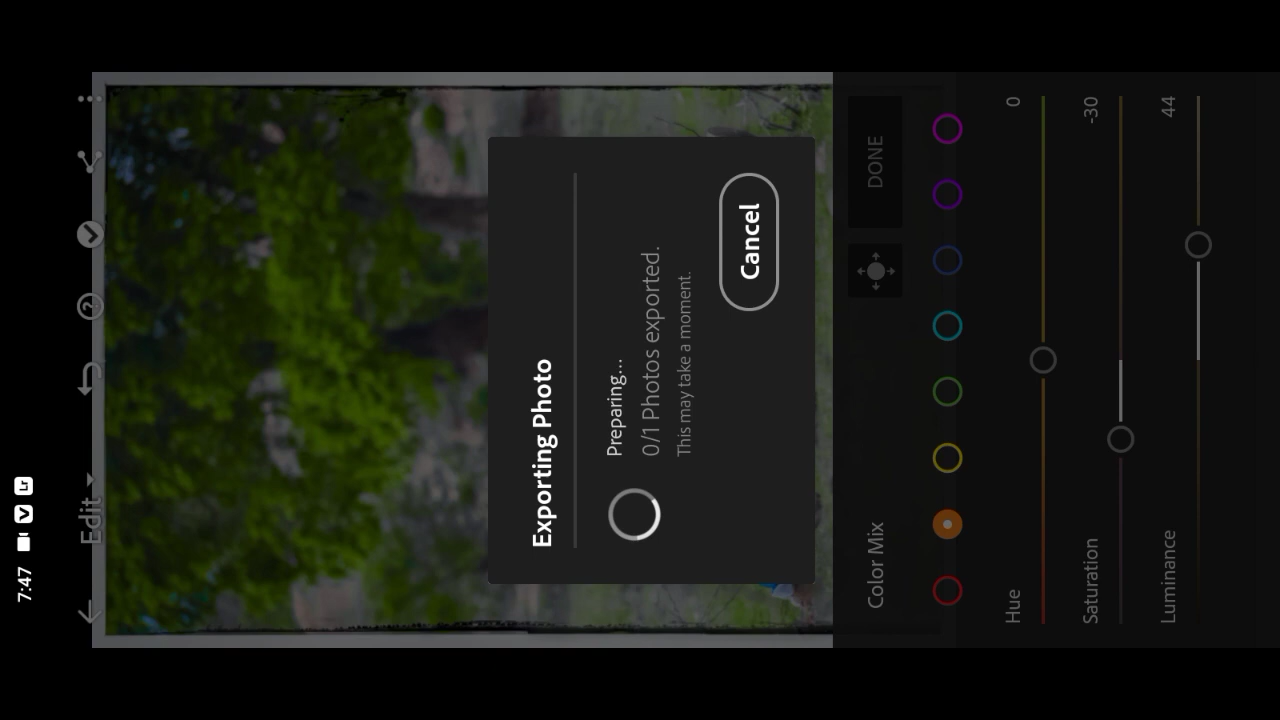 7:47
Lr
Edit
Exporting Photo
Preparing...
0/1 Photos exported.
This may take a moment.
Cancel
Color Mix
DONE
Hue
0
Saturation
-30
Luminance
44